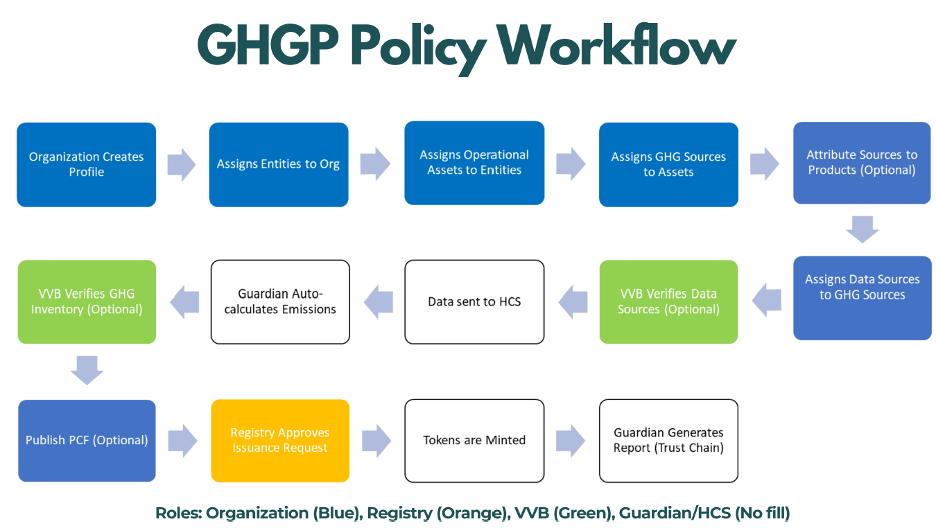 GHGP Policy Workflow
Organization Creates
Profile
Assigns Entities to Org
Assigns Operational
Assets to Entities
Assigns GHG Sources
to Assets
Attribute Sources to
Products (Optional)
Assigns Data Sources
to GHG Sources
VVB Verifies Data
Sources (Optional)
Data sent to HCS
Guardian Auto-
calculates Emissions
VVB Verifies GHG
Inventory (Optional)
Publish PCF (Optional)
Registry Approves
Issuance Request
Tokens are Minted
Guardian Generates
Report (Trust Chain)
Roles: Organization (Blue), Registry (Orange), VVB (Green), Guardian/HCS (No fill)